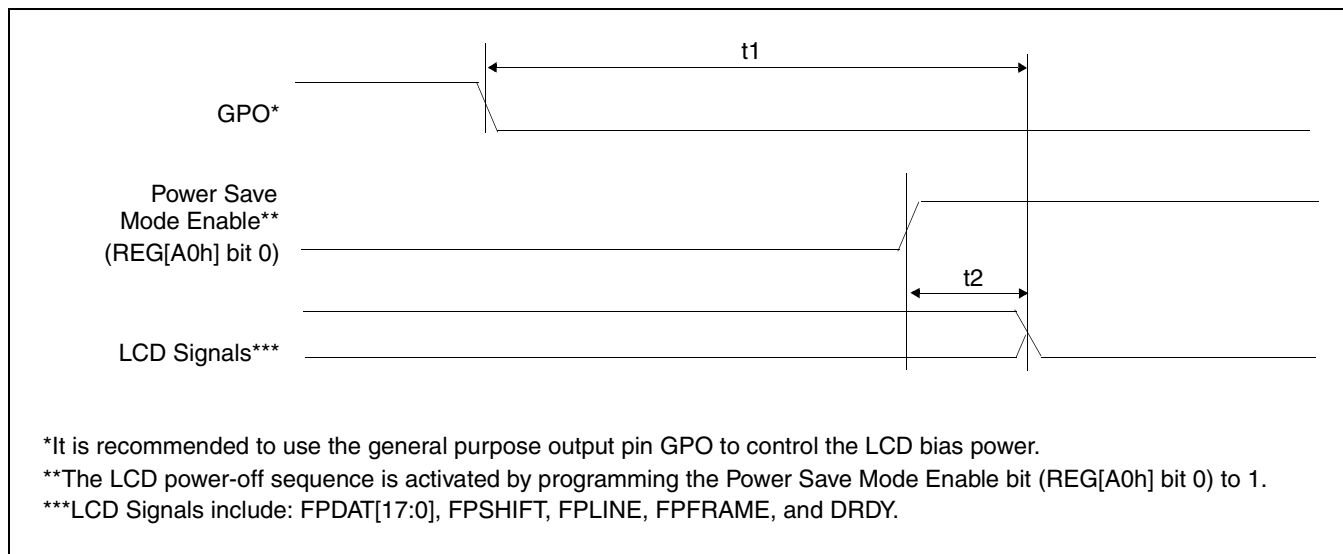 t1
GPO*
Power Save
Mode Enable**
(REG[A0h] bit 0)
t2
LCD Signals***
*It is recommended to use the general purpose output pin GPO to control the LCD bias power.
**The LCD power-off sequence is activated by programming the Power Save Mode Enable bit (REG[A0h] bit 0) to 1.
***LCD Signals include: FPDAT[17:0], FPSHIFT, FPLINE, FPFRAME, and DRDY.